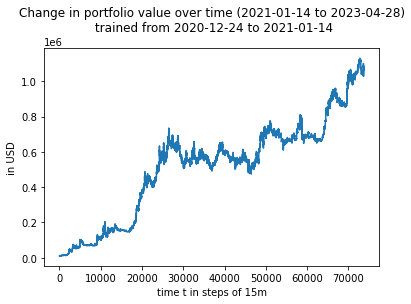 Change in portfolio value over time (2021-01-14 to 2023-04-28)
trained from 2020-12-24 to 2021-01-14
1e6
1.0
0.8
0.6
0.4
0.2
0.0
in USD
0 10000 20000 30000 40000 50000 60000 70000
time t in steps of 15m